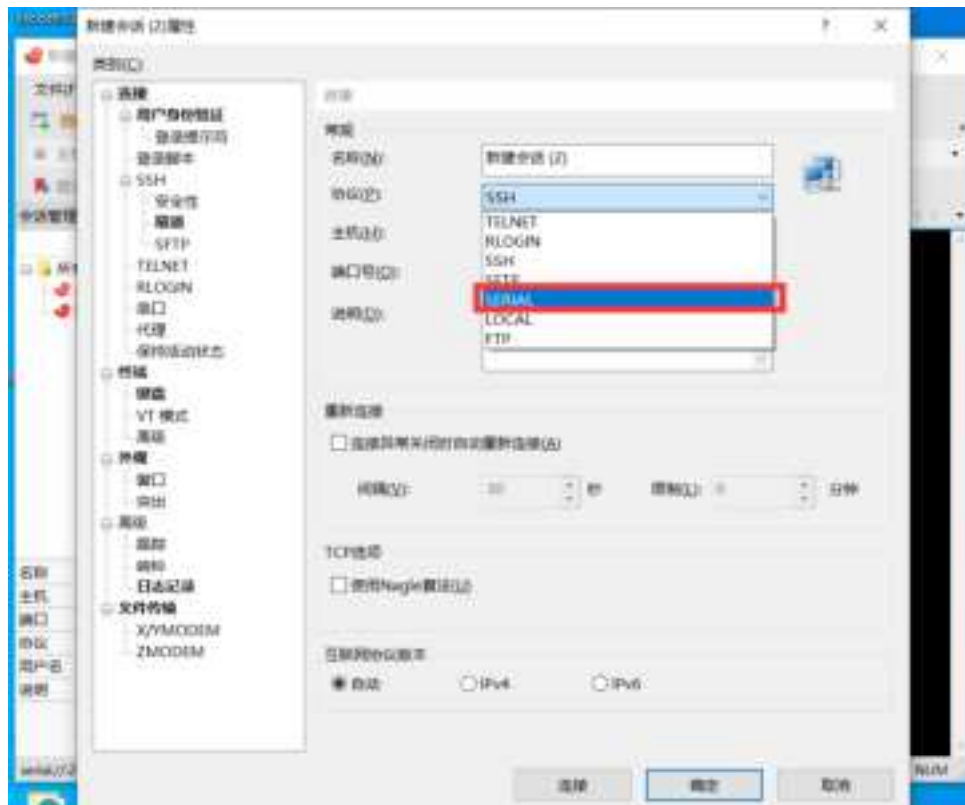 新建会话 (2)属性
类别(C):
连接
用户身份验证
登录提示符
登录脚本
SSH
安全性
隧道
SFTP
TELNET
RLOGIN
串口
代理
保持活动状态
终端
键盘
VT 模式
高级
外观
窗口
突出
高级
跟踪
日志记录
文件传输
X/YMODEM
ZMODEM
连接
常规
名称(N):
新建会话 (2)
协议(P):
SSH
TELNET
RLOGIN
SSH
SFTP
SERIAL
LOCAL
FTP
主机(H):
端口号(O):
说明(D):
重新连接
连接异常关闭时自动重新连接(A)
间隔(V):
秒
限制(L):
分钟
TCP选项
使用Nagle算法(U)
互联网协议版本
自动
IPv4
IPv6
连接
确定
取消
名称
主机
端口
协议
用户名
说明
NUM